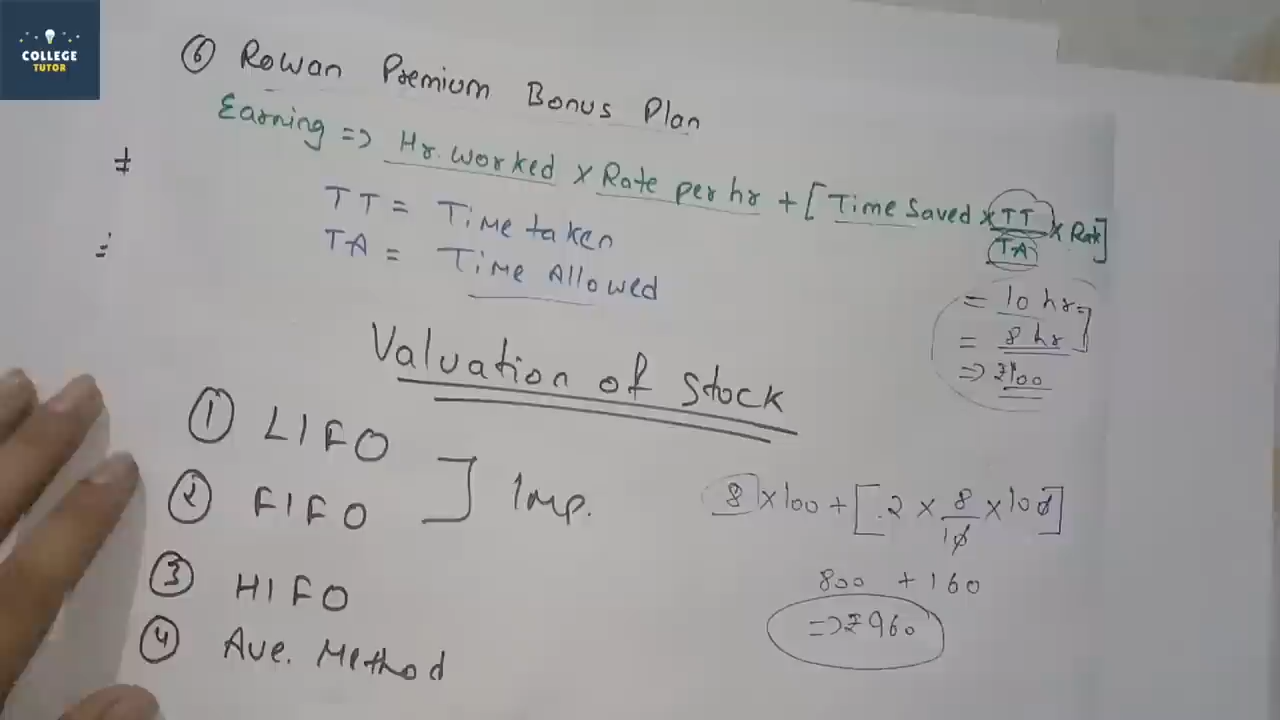 COLLEGE
TUTOR
⑥ Rowan Premium Bonus Plan
Earning => Hr. Worked × Rate per hr + [Time Saved × TT/TA × Rate]
TT = Time taken
TA = Time Allowed
= 10 hr
= 8 hr
=> ₹100
Valuation of Stock
① LIFO
② FIFO
] Imp.
③ HIFO
④ Ave. Method
8 × 100 + [2 × 8/10 × 100]
800 + 160
=> ₹960